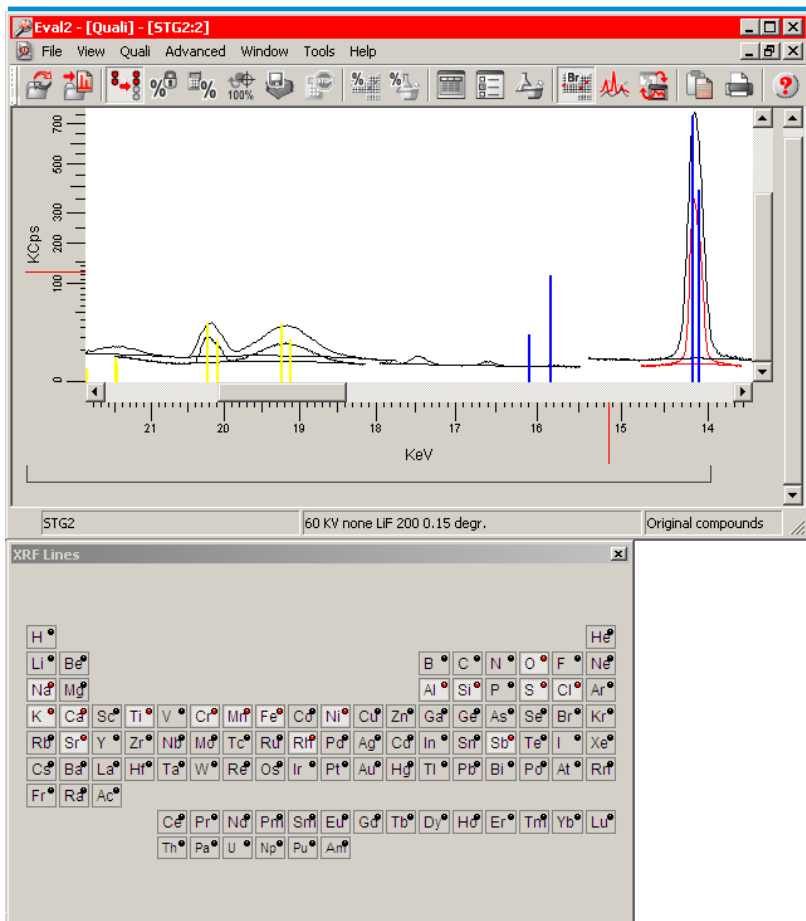 Eval2 - [Quali] - [STG2:2]
File View Quali Advanced Window Tools Help
% % 100% STOP % % Br ?
700
500
300
200
100
0
KCps
21 20 19 18 17 16 15 14
KeV
STG2 60 KV none LiF 200 0.15 degr. Original compounds
XRF Lines
H He
Li Be B C N O F Ne
Na Mg Al Si P S Cl Ar
K Ca Sc Ti V Cr Mn Fe Co Ni Cu Zn Ga Ge As Se Br Kr
Rb Sr Y Zr Nb Mo Tc Ru Rh Pd Ag Cd In Sn Sb Te I Xe
Cs Ba La Hf Ta W Re Os Ir Pt Au Hg Tl Pb Bi Po At Rn
Fr Ra Ac
Ce Pr Nd Pm Sm Eu Gd Tb Dy Ho Er Tm Yb Lu
Th Pa U Np Pu Am